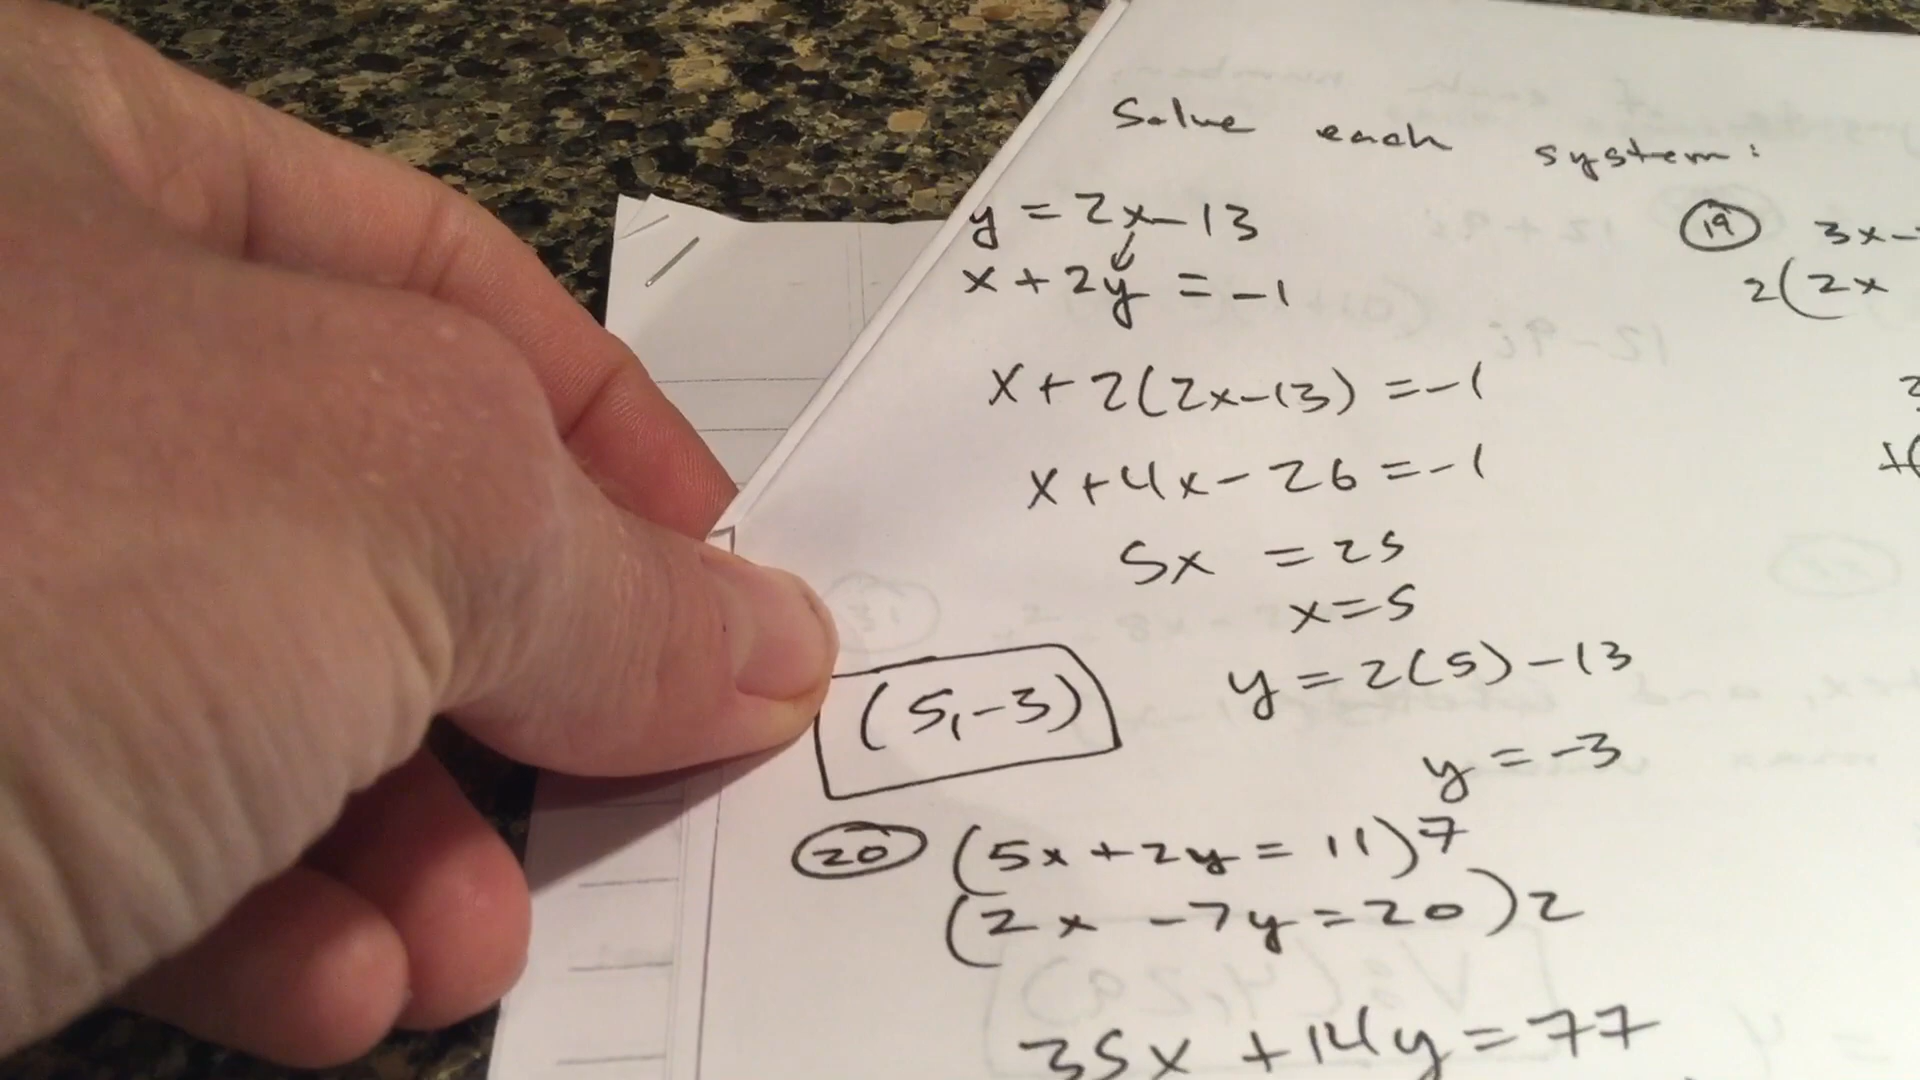 Solve each system:
y = 2x-13
x + 2y = -1
x + 2(2x-13) = -1
x + 4x - 26 = -1
5x = 25
x = 5
y = 2(5) - 13
(5, -3)
y = -3
20 (5x + 2y = 11)7
(2x - 7y = 20)2
35x + 14y = 77
19 3x-
2(2x